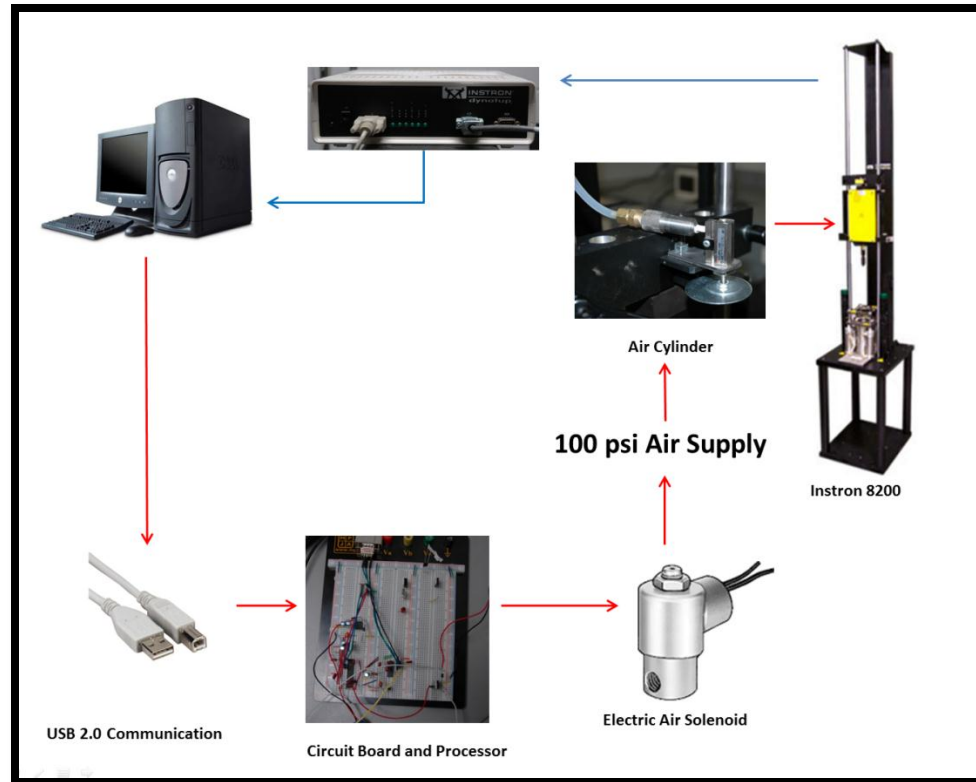 INSTRON
dynatup
Air Cylinder
100 psi Air Supply
Instron 8200
USB 2.0 Communication
Circuit Board and Processor
Electric Air Solenoid